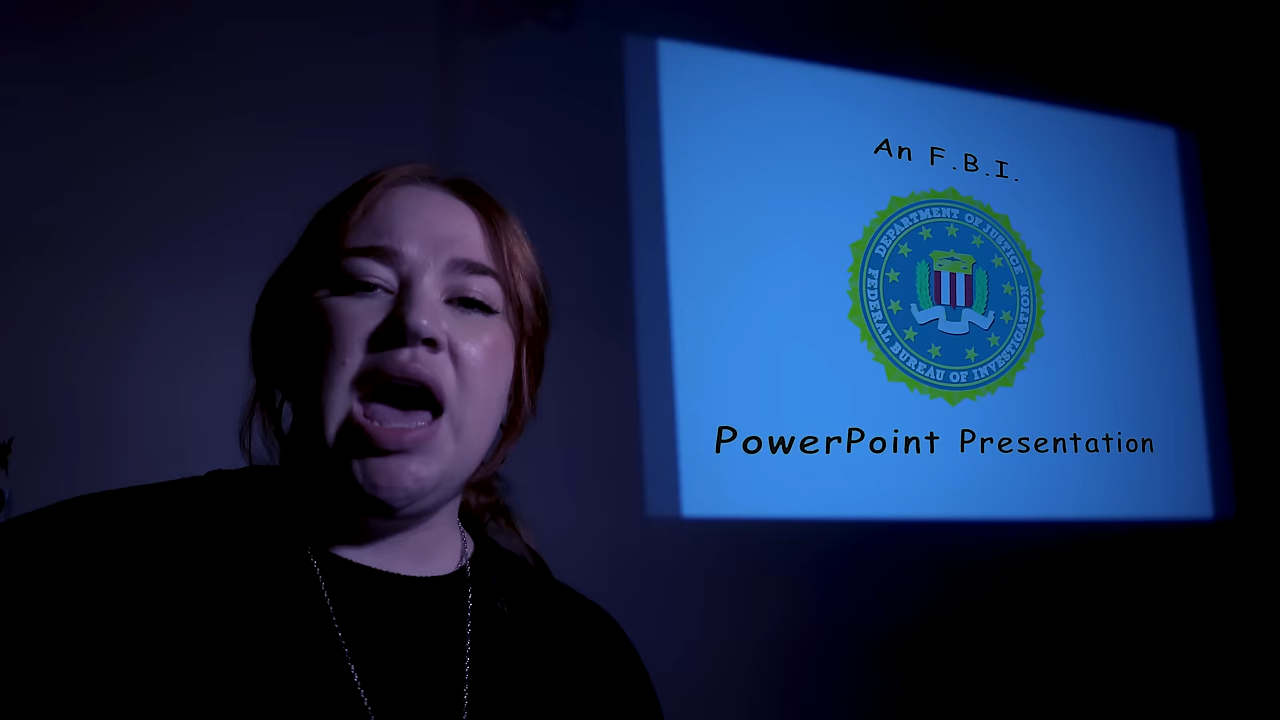 An F.B.I.
DEPARTMENT OF JUSTICE
FEDERAL BUREAU OF INVESTIGATION
PowerPoint Presentation